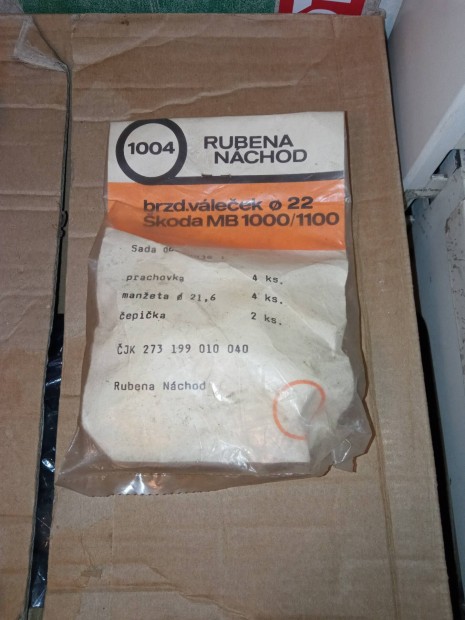 1004
RUBENA
NÁCHOD
brzd.váleček ø 22
Škoda MB 1000/1100
Sada
prachovka 4 ks.
manžeta ø 21,6 4 ks.
čepička 2 ks.
ČJK 273 199 010 040
Rubena Náchod